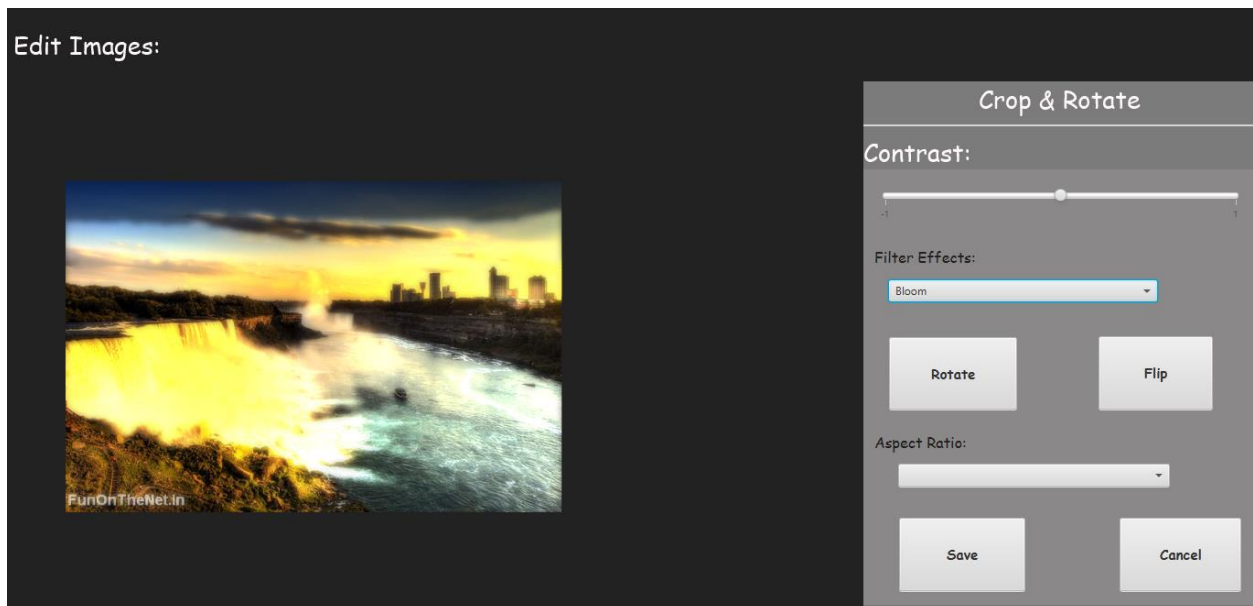 Edit Images:
Crop & Rotate
Contrast:
-1
1
Filter Effects:
Bloom
Rotate
Flip
Aspect Ratio:
Save
Cancel
FunOnTheNet.in